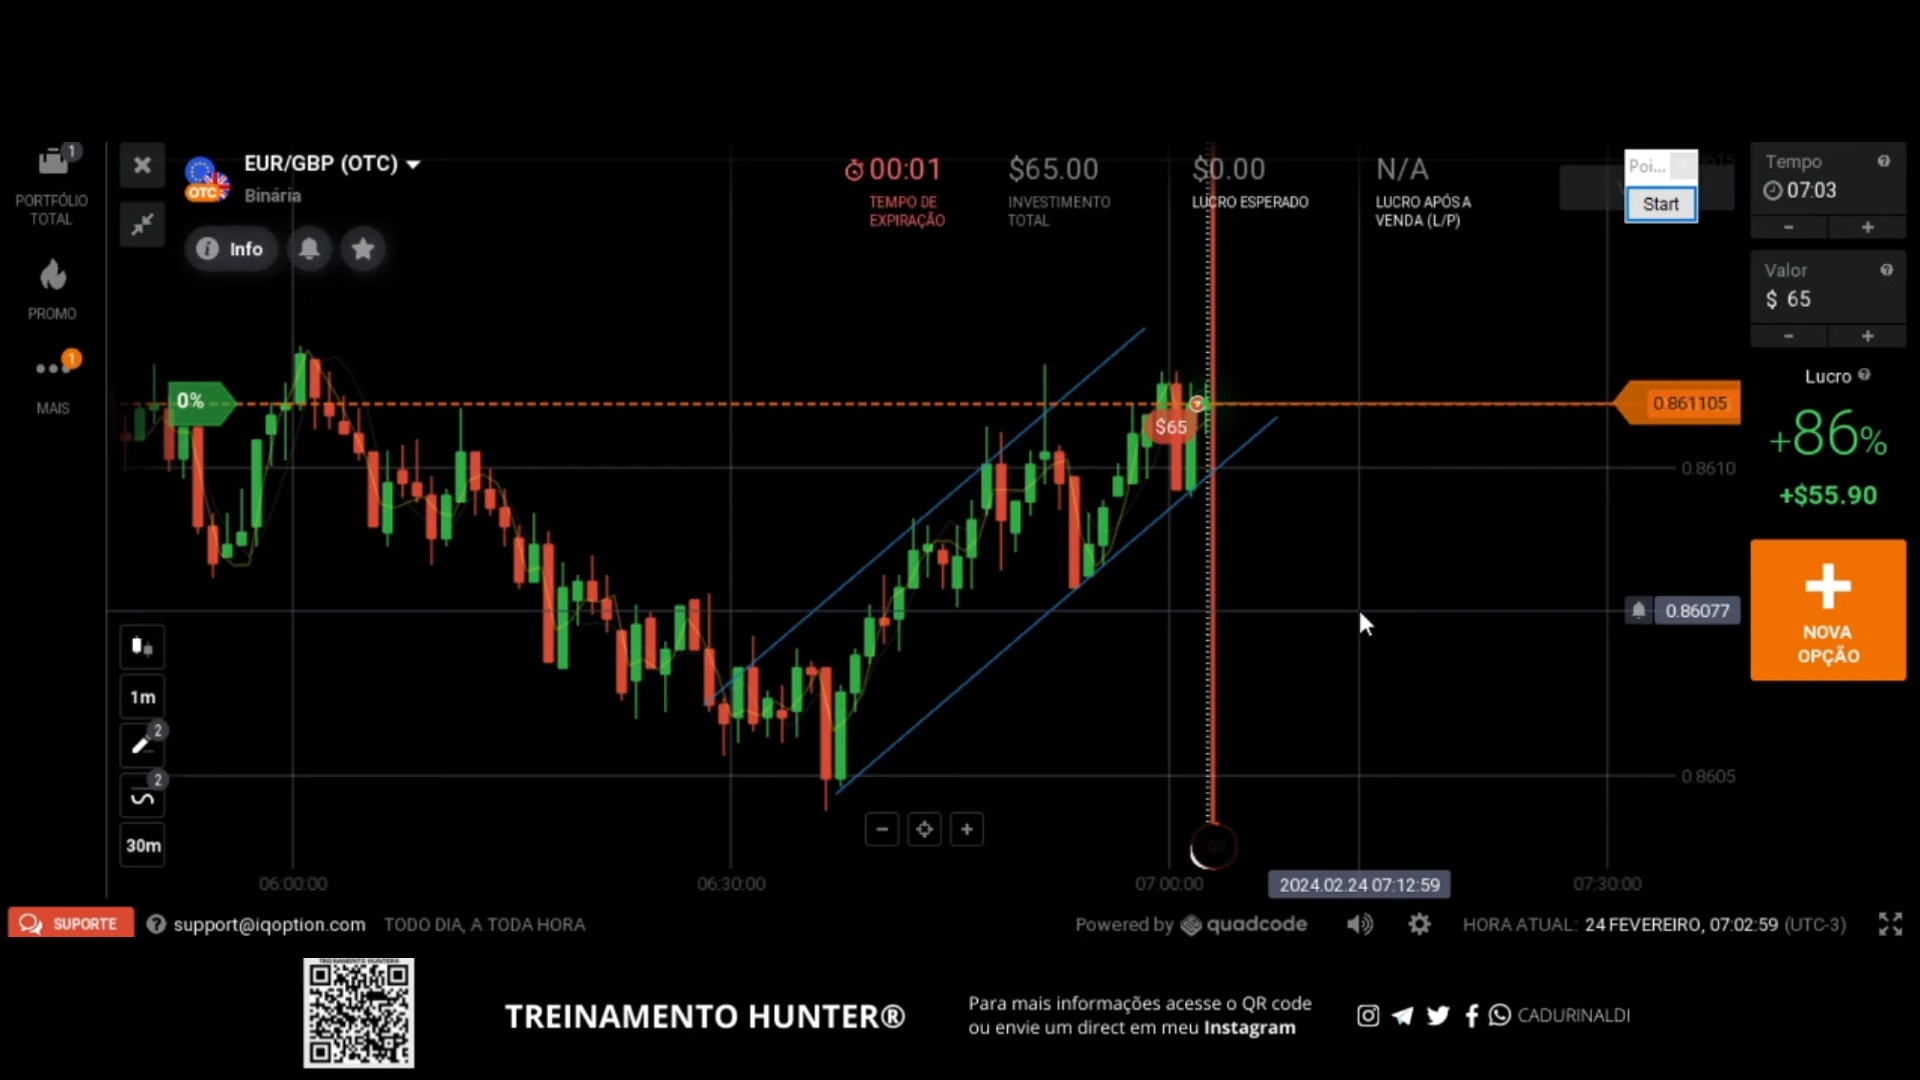 1
PORTFÓLIO
TOTAL
PROMO
1
MAIS
OTC
EUR/GBP (OTC)
Binária
Info
00:01
TEMPO DE
EXPIRAÇÃO
$65.00
INVESTIMENTO
TOTAL
$0.00
LUCRO ESPERADO
N/A
LUCRO APÓS A
VENDA (L/P)
Poi...
Start
Tempo
07:03
Valor
$ 65
Lucro
+86%
+$55.90
NOVA
OPÇÃO
0%
$65
0.861105
0.8610
0.86077
0.8605
1m
2
2
30m
06:00:00
06:30:00
07:00:00
2024.02.24 07:12:59
07:30:00
SUPORTE
support@iqoption.com
TODO DIA, A TODA HORA
Powered by quadcode
HORA ATUAL: 24 FEVEREIRO, 07:02:59 (UTC-3)
TREINAMENTO HUNTER®
Para mais informações acesse o QR code
ou envie um direct em meu Instagram
CADURINALDI